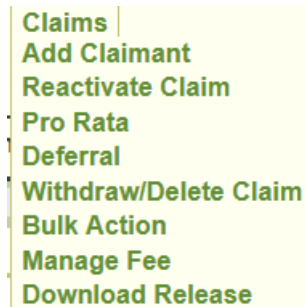 Claims
Add Claimant
Reactivate Claim
Pro Rata
Deferral
Withdraw/Delete Claim
Bulk Action
Manage Fee
Download Release